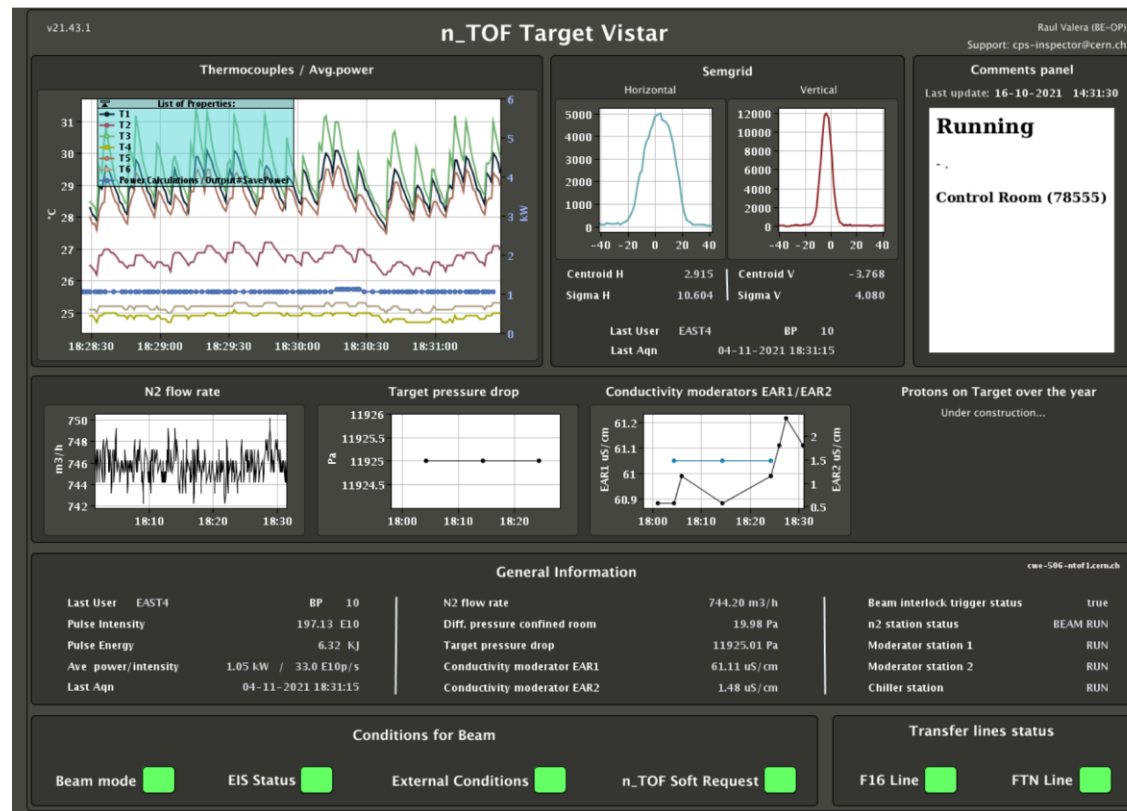 v21.43.1
n_TOF Target Vistar
Raul Valera (BE-OP)
Support: cps-inspector@cern.ch
Thermocouples / Avg.power
List of Properties:
T1
T2
T3
T4
T5
T6
Power Calculations / Output#SavePower
°C
31
30
29
28
27
26
25
6
5
4
3
2
1
0
kW
18:28:30 18:29:00 18:29:30 18:30:00 18:30:30 18:31:00
Semgrid
Horizontal
5000
4000
3000
2000
1000
0
-40 -20 0 20 40
Vertical
12000
10000
8000
6000
4000
2000
0
-40 -20 0 20 40
Centroid H 2.915 Centroid V -3.768
Sigma H 10.604 Sigma V 4.080
Last User EAST4 BP 10
Last Aqn 04-11-2021 18:31:15
Comments panel
Last update: 16-10-2021 14:31:30
Running
- .
Control Room (78555)
N2 flow rate
m3/h
750
748
746
744
742
18:10 18:20 18:30
Target pressure drop
Pa
11926
11925.5
11925
11924.5
18:00 18:10 18:20
Conductivity moderators EAR1/EAR2
EAR1 uS/cm
61.2
61.1
61
60.9
2
1.5
1
0.5
EAR2 uS/cm
18:00 18:10 18:20 18:30
Protons on Target over the year
Under construction...
General Information
cwe-506-ntof1.cern.ch
Last User EAST4 BP 10
Pulse Intensity 197.13 E10
Pulse Energy 6.32 KJ
Ave power/intensity 1.05 kW / 33.0 E10p/s
Last Aqn 04-11-2021 18:31:15
N2 flow rate 744.20 m3/h
Diff. pressure confined room 19.98 Pa
Target pressure drop 11925.01 Pa
Conductivity moderator EAR1 61.11 uS/cm
Conductivity moderator EAR2 1.48 uS/cm
Beam interlock trigger status true
n2 station status BEAM RUN
Moderator station 1 RUN
Moderator station 2 RUN
Chiller station RUN
Conditions for Beam
Beam mode EIS Status External Conditions n_TOF Soft Request
Transfer lines status
F16 Line FTN Line